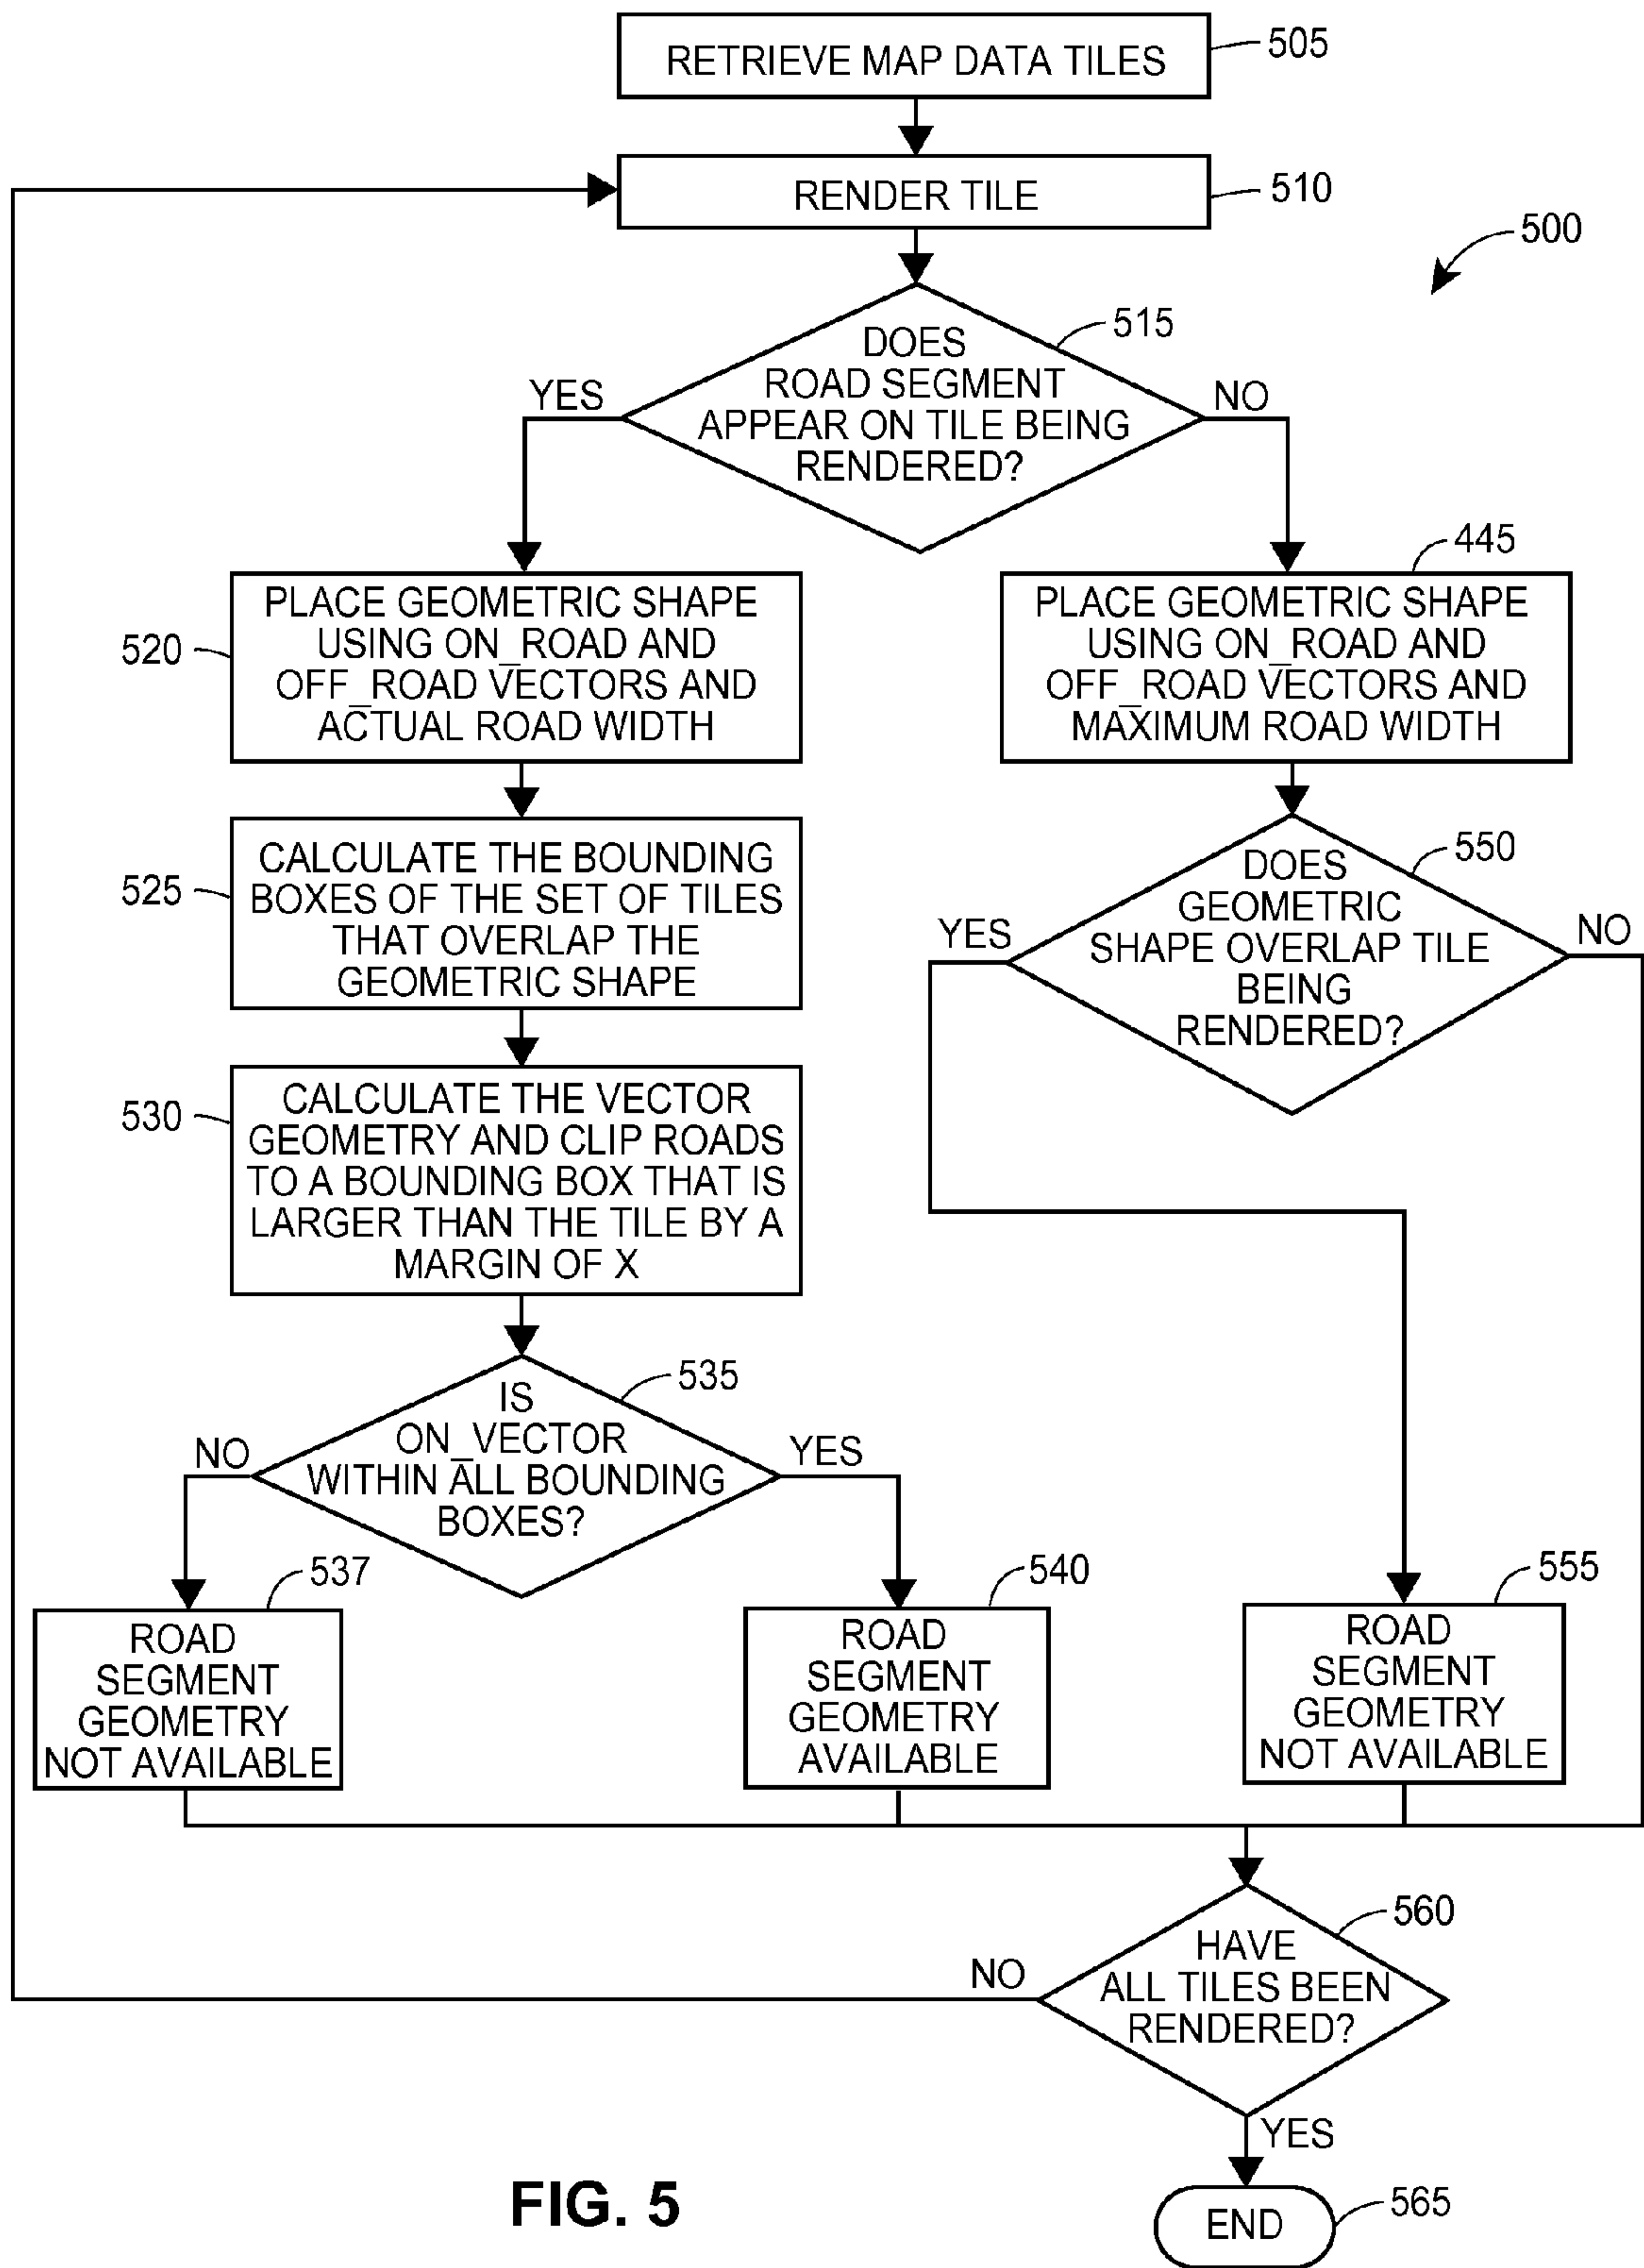 RETRIEVE MAP DATA TILES
505
RENDER TILE
510
500
DOES
ROAD SEGMENT
APPEAR ON TILE BEING
RENDERED?
515
YES
NO
PLACE GEOMETRIC SHAPE
USING ON_ROAD AND
OFF_ROAD VECTORS AND
ACTUAL ROAD WIDTH
520
445
PLACE GEOMETRIC SHAPE
USING ON_ROAD AND
OFF_ROAD VECTORS AND
MAXIMUM ROAD WIDTH
CALCULATE THE BOUNDING
BOXES OF THE SET OF TILES
THAT OVERLAP THE
GEOMETRIC SHAPE
525
DOES
GEOMETRIC
SHAPE OVERLAP TILE
BEING
RENDERED?
550
YES
NO
CALCULATE THE VECTOR
GEOMETRY AND CLIP ROADS
TO A BOUNDING BOX THAT IS
LARGER THAN THE TILE BY A
MARGIN OF X
530
IS
ON_VECTOR
WITHIN ALL BOUNDING
BOXES?
535
NO
YES
537
ROAD
SEGMENT
GEOMETRY
NOT AVAILABLE
540
ROAD
SEGMENT
GEOMETRY
AVAILABLE
555
ROAD
SEGMENT
GEOMETRY
NOT AVAILABLE
HAVE
ALL TILES BEEN
RENDERED?
560
NO
YES
END
565
FIG. 5